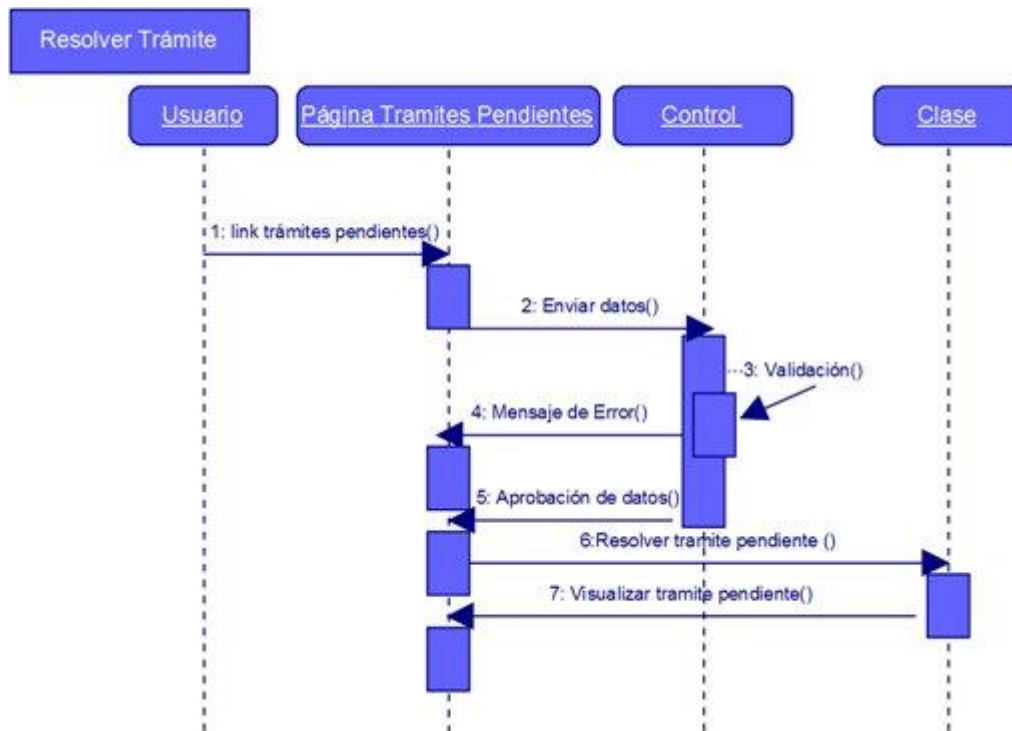 Resolver Trámite
Usuario
Página Tramites Pendientes
Control
Clase
1: link trámites pendientes()
2: Enviar datos()
3: Validación()
4: Mensaje de Error()
5: Aprobación de datos()
6:Resolver tramite pendiente ()
7: Visualizar tramite pendiente()